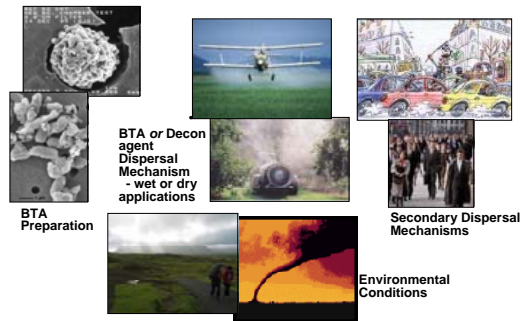 BTA or Decon
agent
Dispersal
Mechanism
- wet or dry
applications
BTA
Preparation
Secondary Dispersal
Mechanisms
Environmental
Conditions